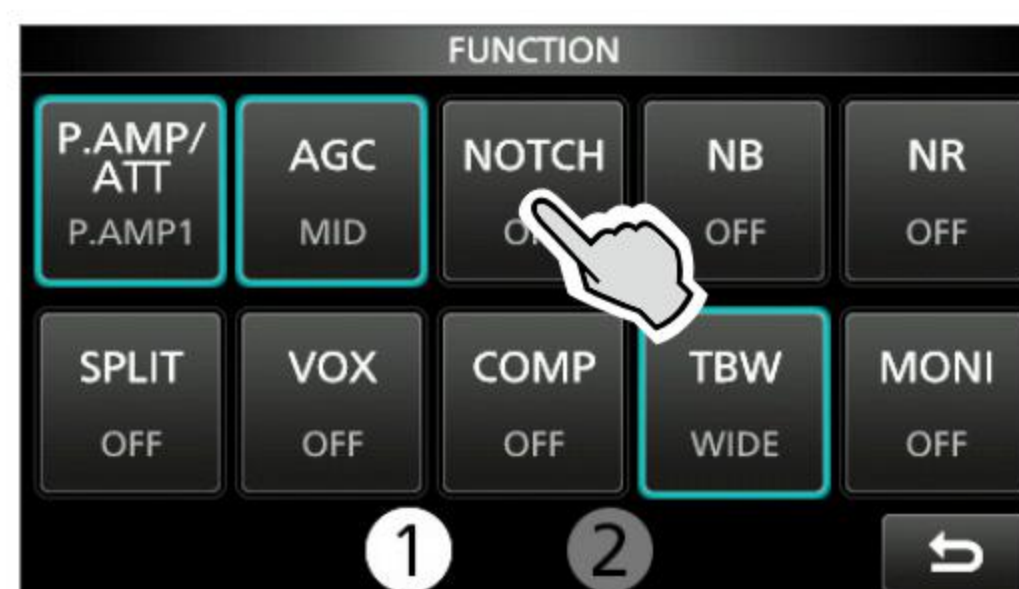 FUNCTION
P.AMP/
ATT
P.AMP1
AGC
MID
NOTCH
NB
OFF
NR
OFF
SPLIT
OFF
VOX
OFF
COMP
OFF
TBW
WIDE
MONI
OFF
1
2